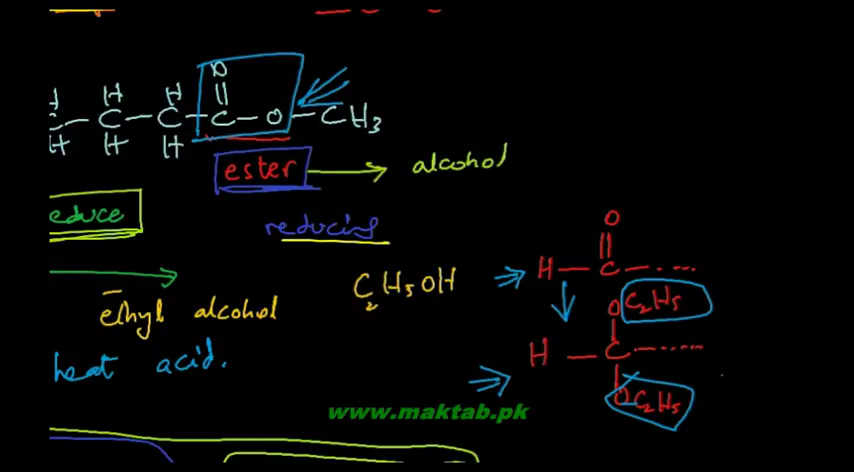 H H H O
C - C - C - C - O - CH3
H H H
ester → alcohol
educe
reducing
O
H - C - ....
C2H5OH
ethyl alcohol
OC2H5
H - C ......
OC2H5
heat acid.
www.maktab.pk